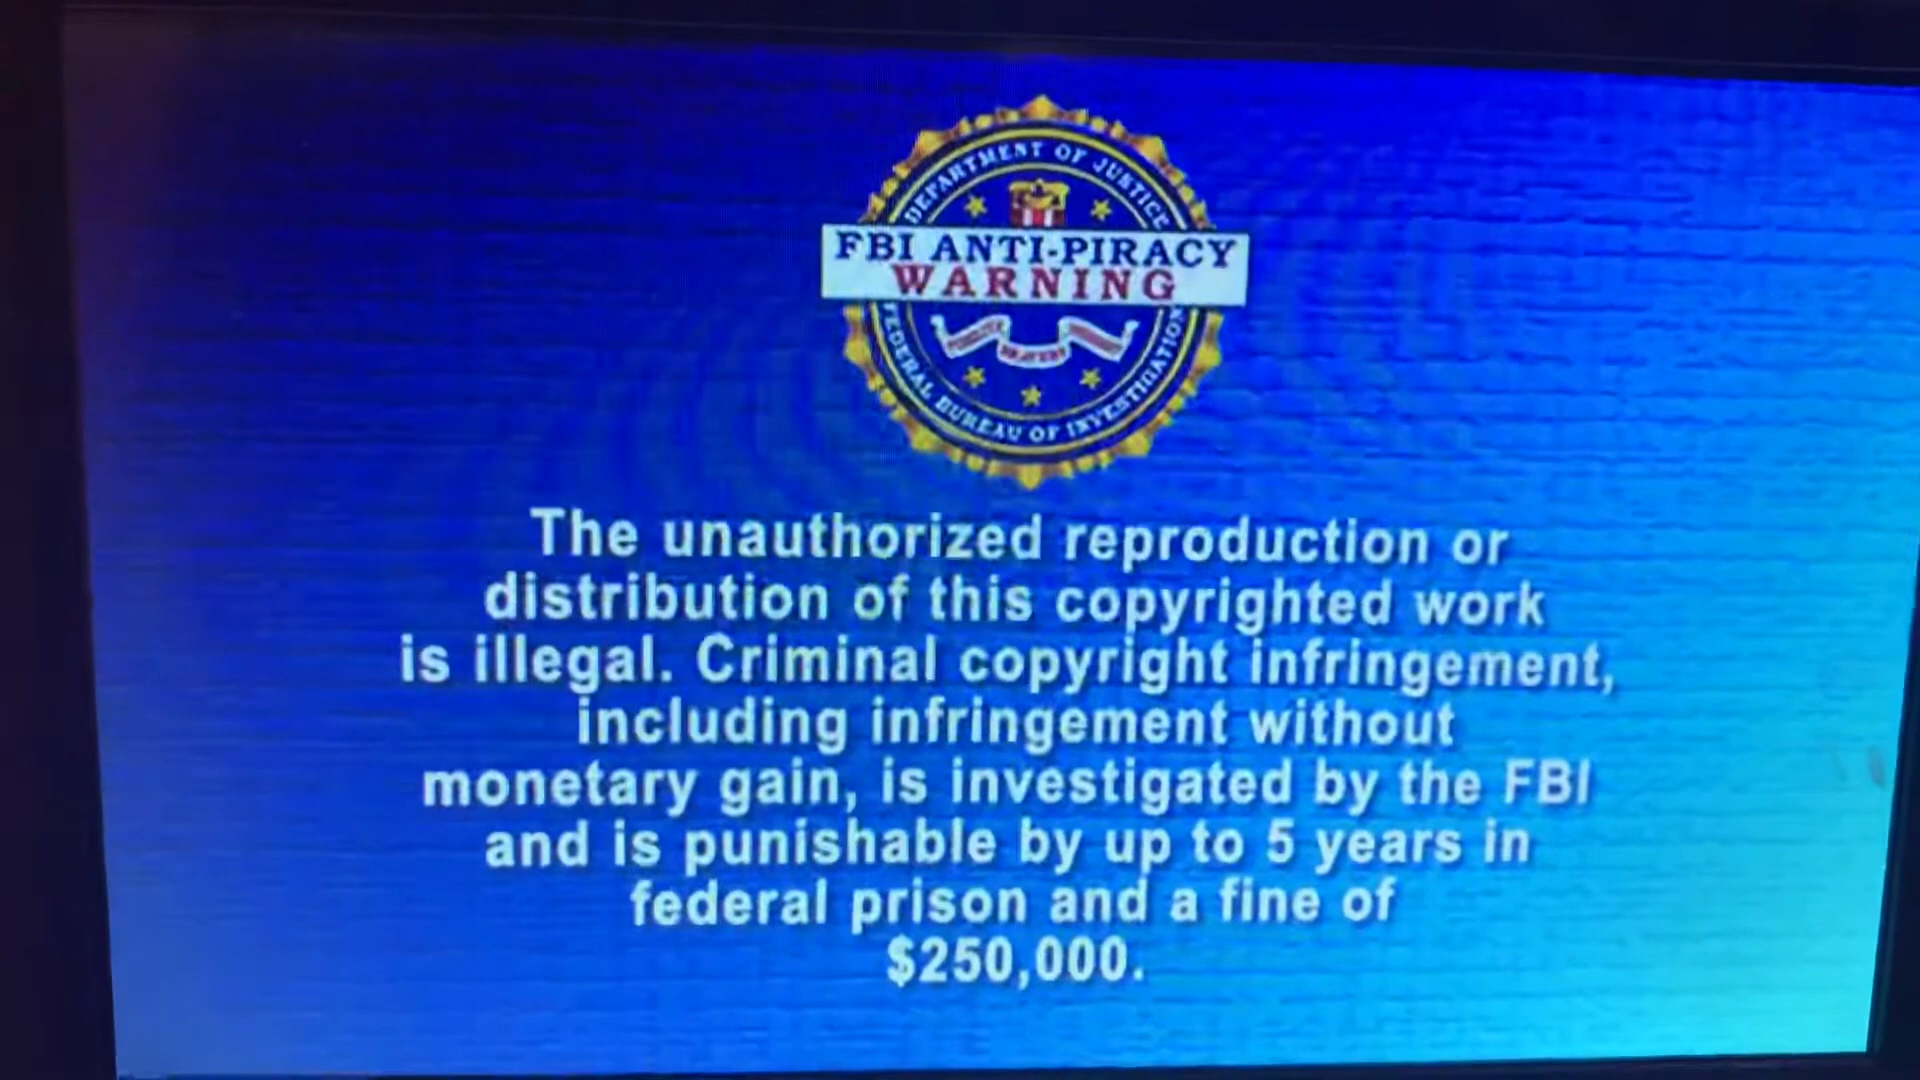 DEPARTMENT OF JUSTICE
FBI ANTI-PIRACY
WARNING
FEDERAL BUREAU OF INVESTIGATION
The unauthorized reproduction or
distribution of this copyrighted work
is illegal. Criminal copyright infringement,
including infringement without
monetary gain, is investigated by the FBI
and is punishable by up to 5 years in
federal prison and a fine of
$250,000.